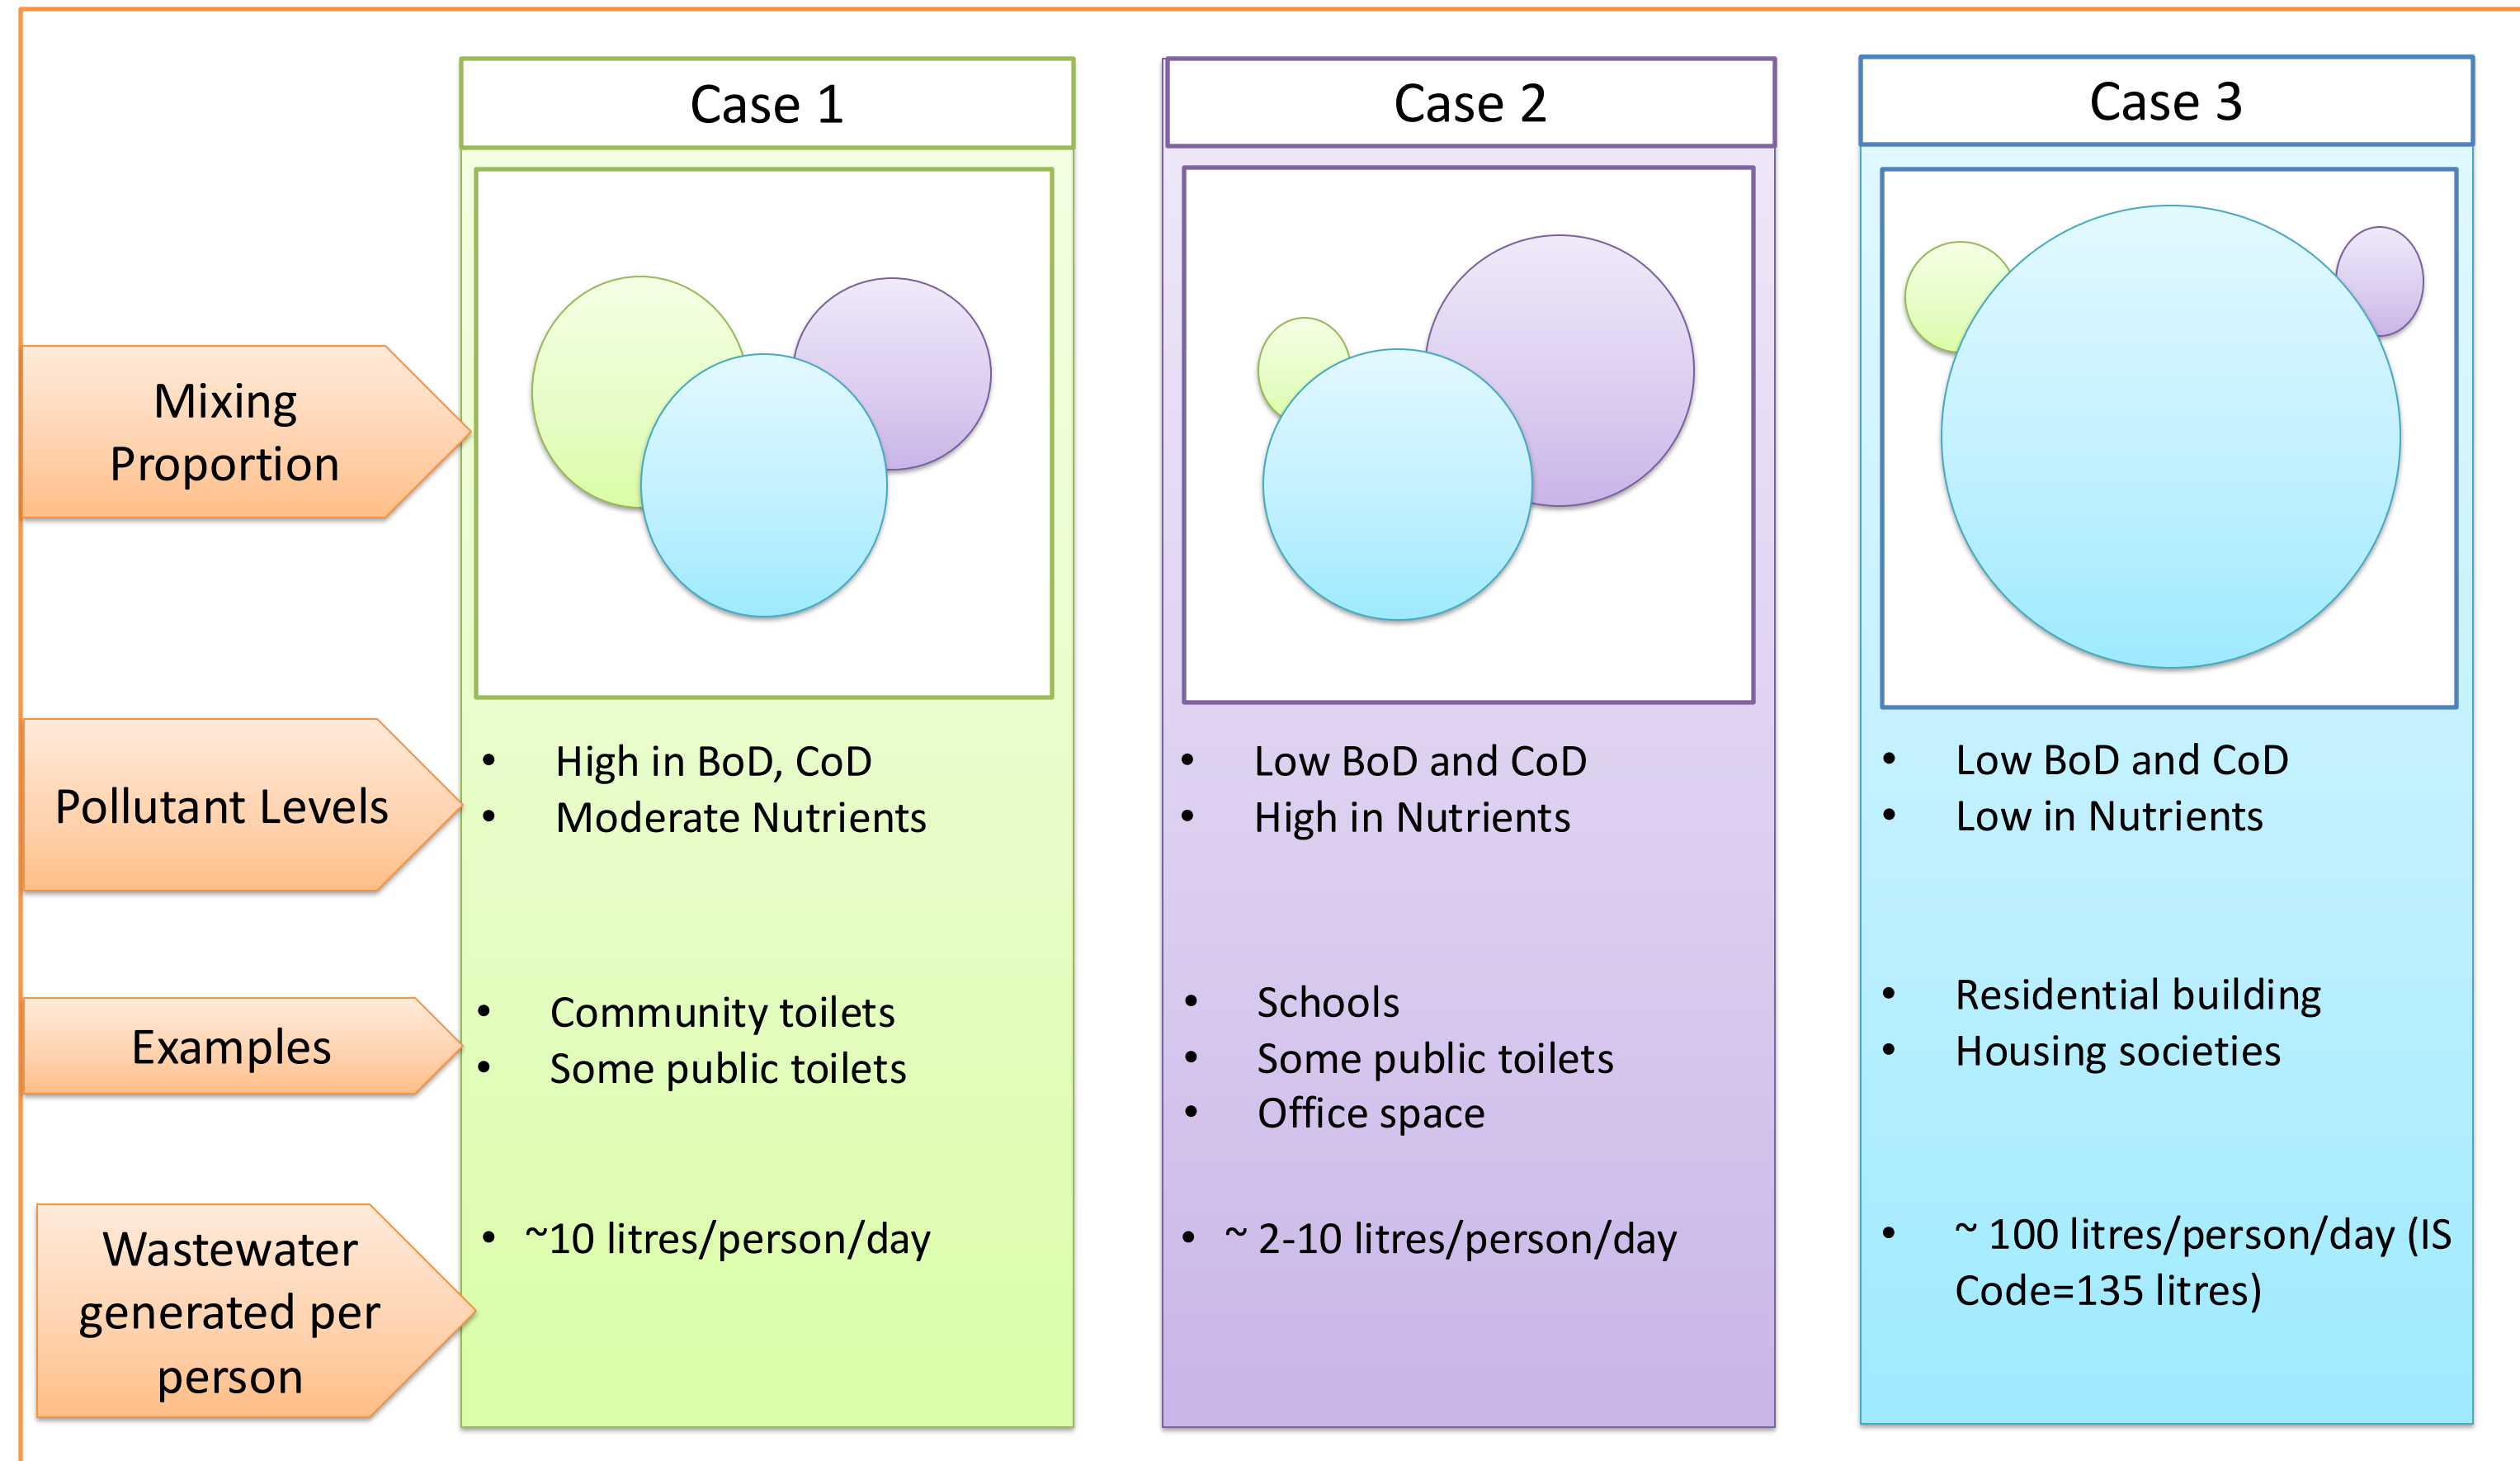 Case 1
Case 2
Case 3
Mixing
Proportion
Pollutant Levels
• High in BoD, CoD
• Moderate Nutrients
• Low BoD and CoD
• High in Nutrients
• Low BoD and CoD
• Low in Nutrients
Examples
• Community toilets
• Some public toilets
• Schools
• Some public toilets
• Office space
• Residential building
• Housing societies
Wastewater
generated per
person
• ~10 litres/person/day
• ~ 2-10 litres/person/day
• ~ 100 litres/person/day (IS
Code=135 litres)